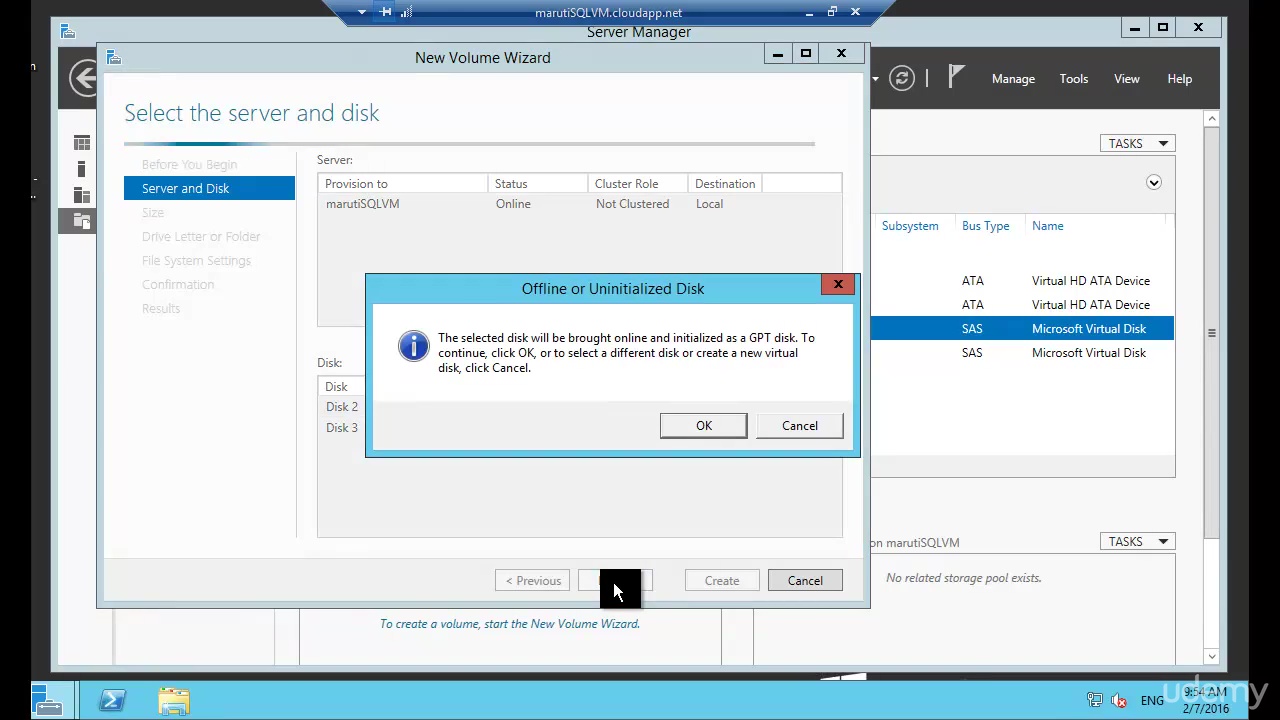 marutiSQLVM.cloudapp.net
Server Manager
New Volume Wizard
Manage Tools View Help
Select the server and disk
TASKS
Before You Begin
Server and Disk
Size
Drive Letter or Folder
File System Settings
Confirmation
Results
Server:
Provision to Status Cluster Role Destination
marutiSQLVM Online Not Clustered Local
Subsystem Bus Type Name
ATA Virtual HD ATA Device
ATA Virtual HD ATA Device
SAS Microsoft Virtual Disk
SAS Microsoft Virtual Disk
Offline or Uninitialized Disk
The selected disk will be brought online and initialized as a GPT disk. To
continue, click OK, or to select a different disk or create a new virtual
disk, click Cancel.
OK Cancel
Disk:
Disk
Disk 2
Disk 3
< Previous Create Cancel
on marutiSQLVM
TASKS
No related storage pool exists.
To create a volume, start the New Volume Wizard.
ENG
9:54 AM
2/7/2016
udemy